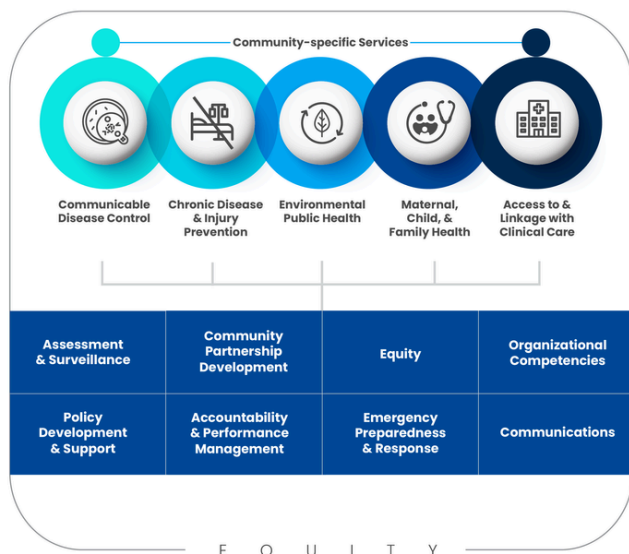 Community-specific Services
Communicable
Disease Control
Chronic Disease
& Injury
Prevention
Environmental
Public Health
Maternal,
Child, &
Family Health
Access to &
Linkage with
Clinical Care
Assessment
& Surveillance
Community
Partnership
Development
Equity
Organizational
Competencies
Policy
Development
& Support
Accountability
& Performance
Management
Emergency
Preparedness
& Response
Communications
E Q U I T Y